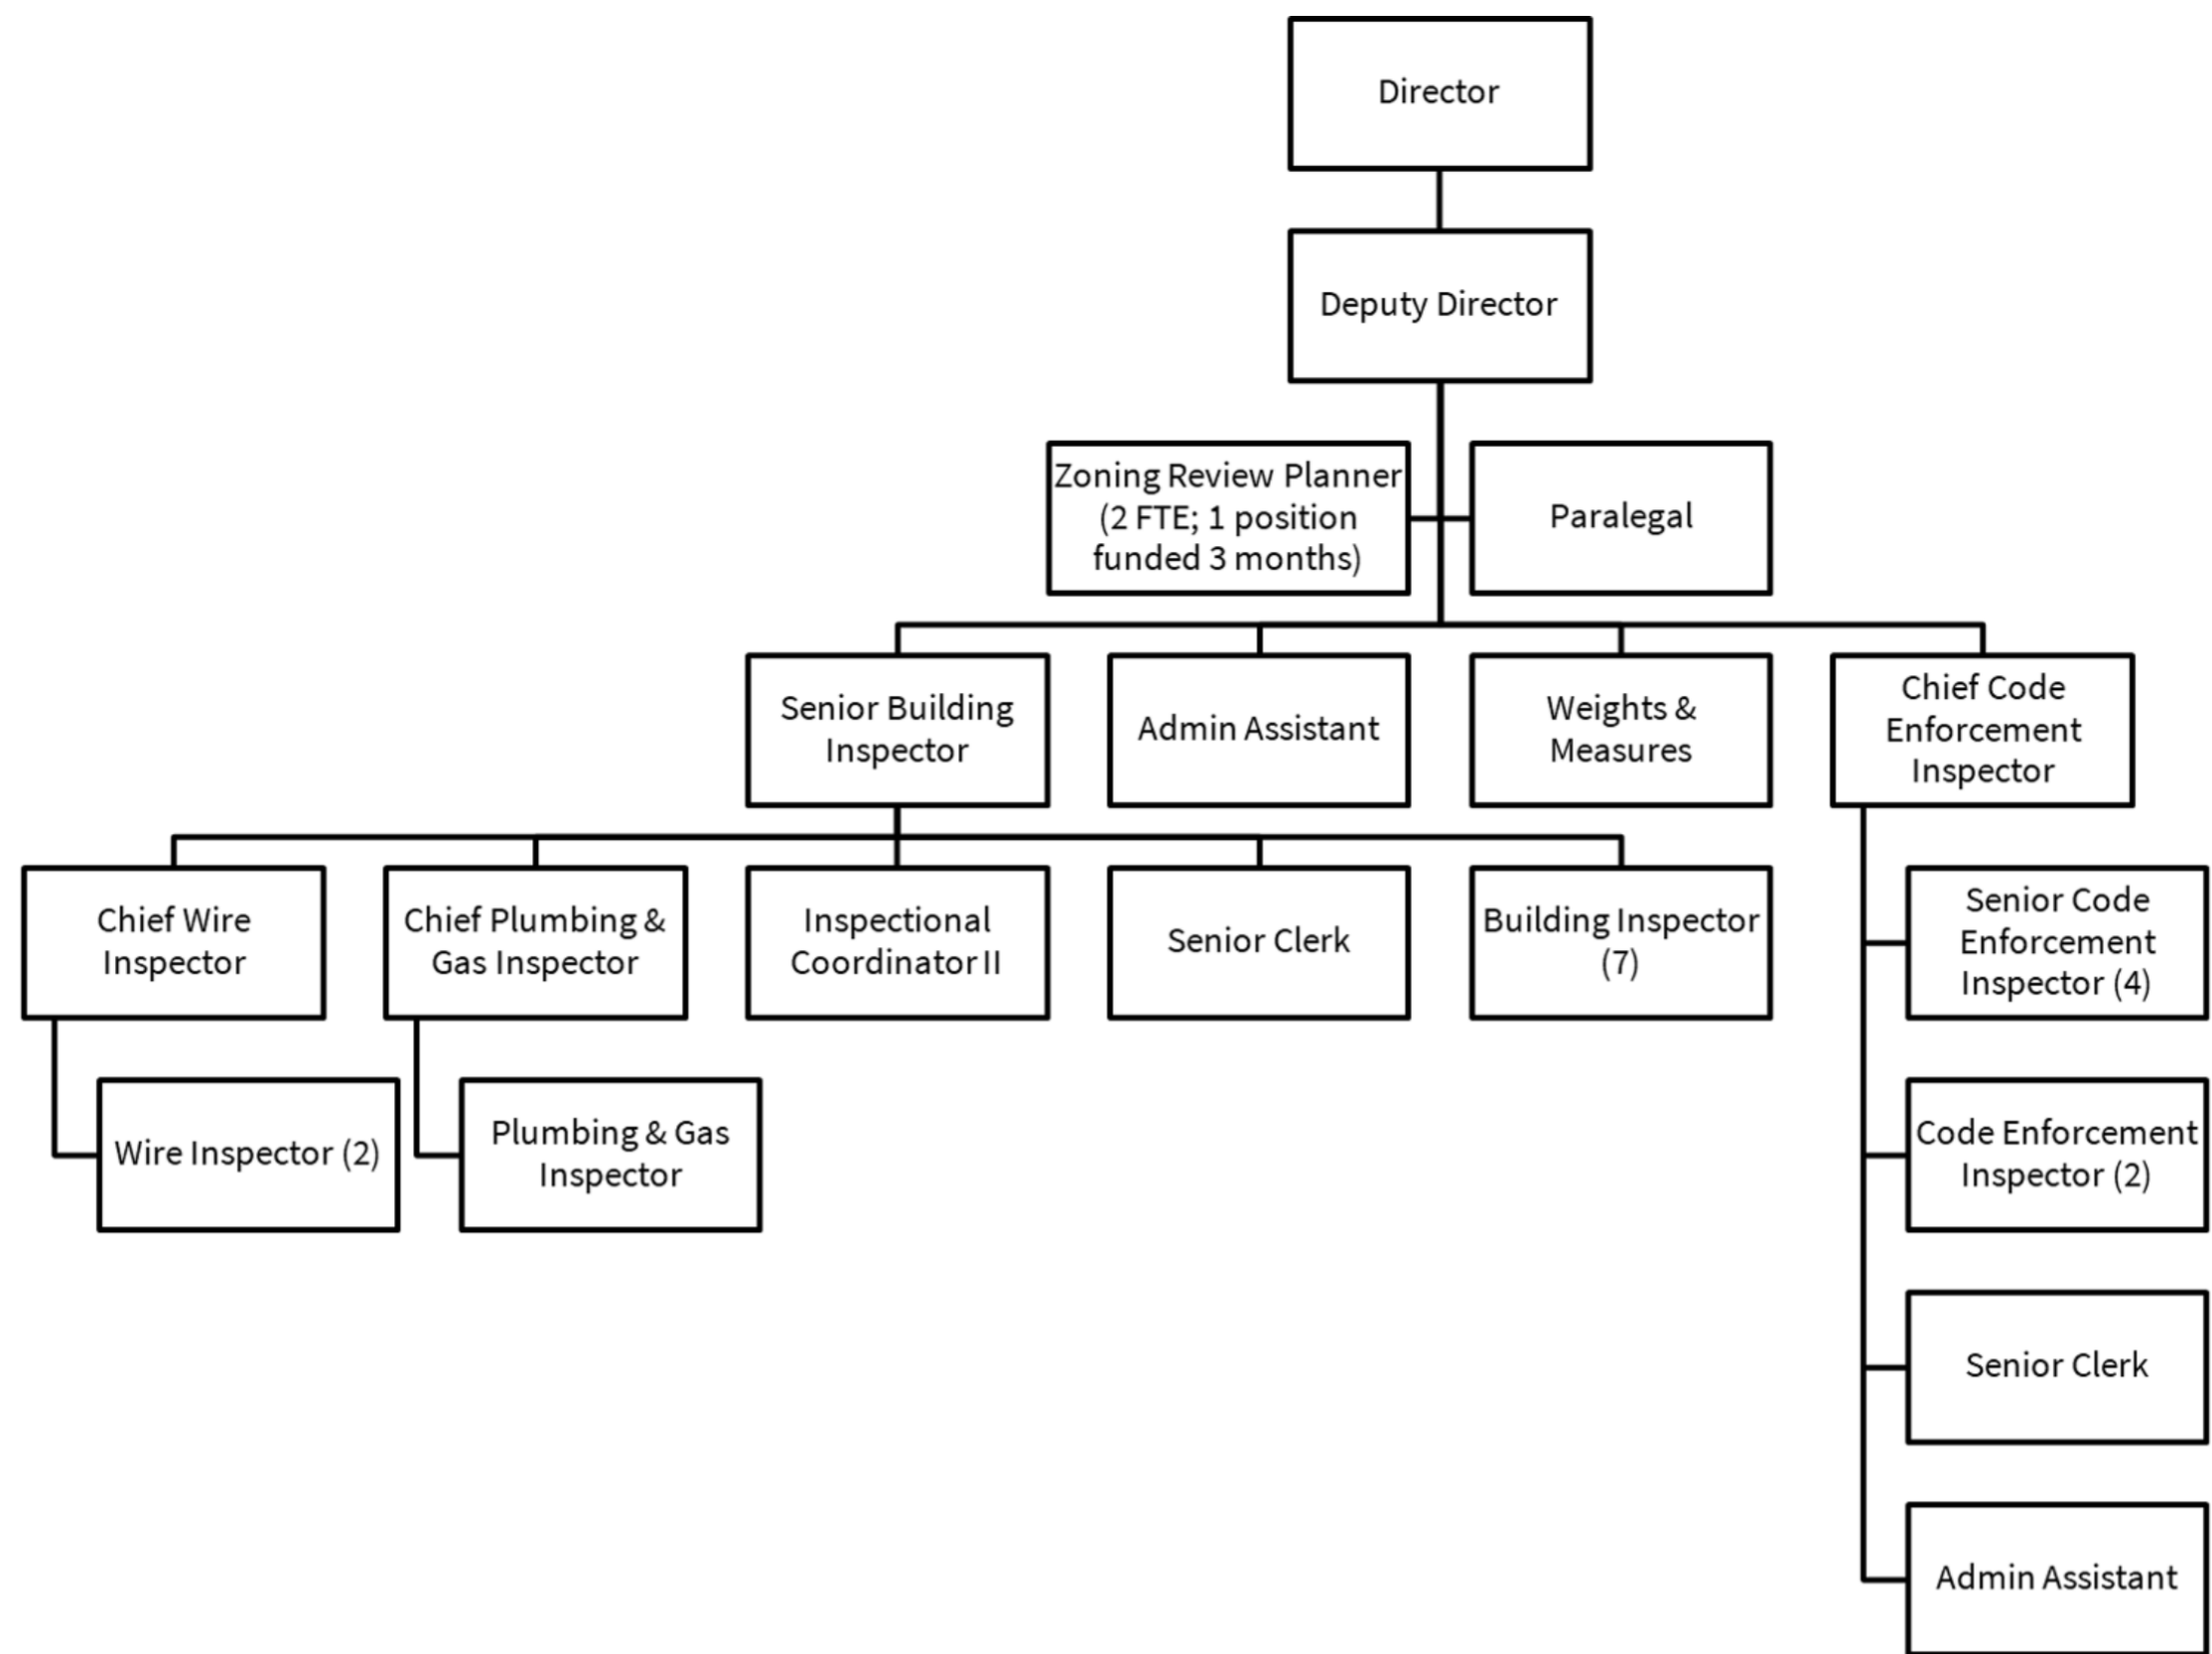 Director
Deputy Director
Zoning Review Planner
(2 FTE; 1 position
funded 3 months)
Paralegal
Senior Building
Inspector
Admin Assistant
Weights &
Measures
Chief Code
Enforcement
Inspector
Chief Wire
Inspector
Chief Plumbing &
Gas Inspector
Inspectional
Coordinator II
Senior Clerk
Building Inspector
(7)
Senior Code
Enforcement
Inspector (4)
Wire Inspector (2)
Plumbing & Gas
Inspector
Code Enforcement
Inspector (2)
Senior Clerk
Admin Assistant